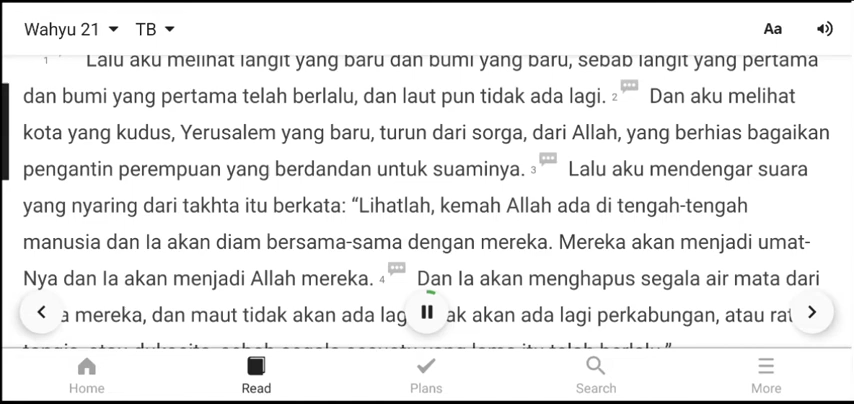 Wahyu 21 TB Aa
1 Lalu aku melihat langit yang baru dan bumi yang baru, sebab langit yang pertama
dan bumi yang pertama telah berlalu, dan laut pun tidak ada lagi. 2 Dan aku melihat
kota yang kudus, Yerusalem yang baru, turun dari sorga, dari Allah, yang berhias bagaikan
pengantin perempuan yang berdandan untuk suaminya. 3 Lalu aku mendengar suara
yang nyaring dari takhta itu berkata: “Lihatlah, kemah Allah ada di tengah-tengah
manusia dan Ia akan diam bersama-sama dengan mereka. Mereka akan menjadi umat-
Nya dan Ia akan menjadi Allah mereka. 4 Dan Ia akan menghapus segala air mata dari
a mereka, dan maut tidak akan ada lag ak akan ada lagi perkabungan, atau rat
Home Read Plans Search More